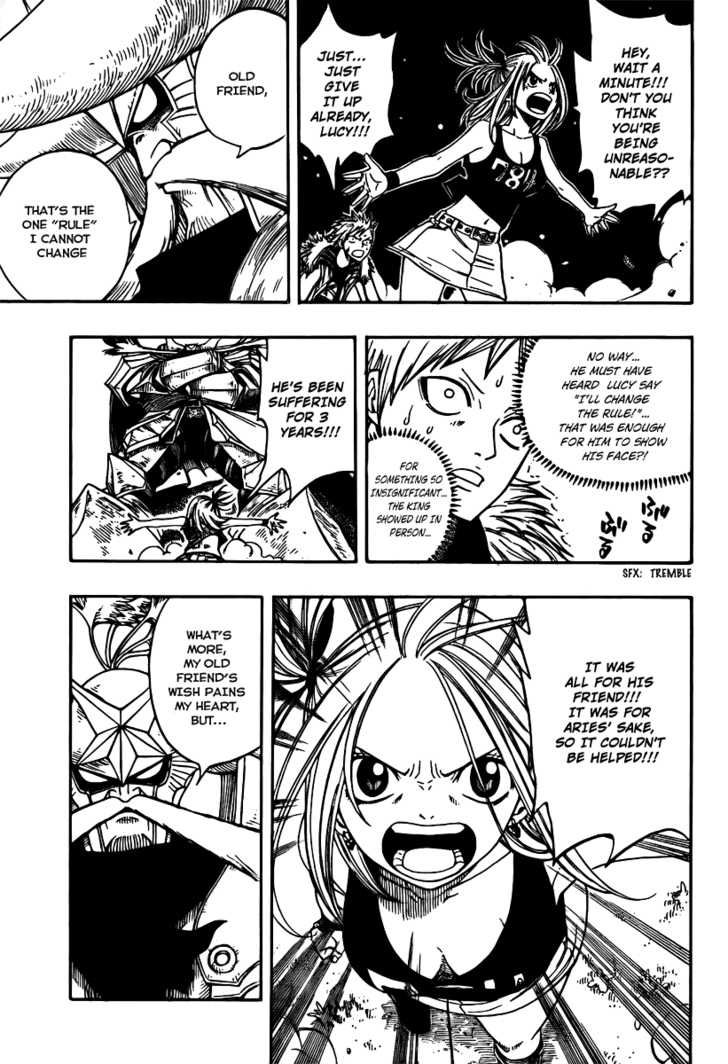 HEY,
WAIT A
MINUTE!!!
DON'T YOU
THINK
YOU'RE
BEING
UNREASO-
NABLE??
JUST...
JUST
GIVE
IT UP
ALREADY,
LUCY!!!
784
OLD
FRIEND,
THAT'S THE
ONE "RULE"
I CANNOT
CHANGE
NO WAY...
HE MUST HAVE
HEARD LUCY SAY
"I'LL CHANGE
THE RULE!"...
THAT WAS ENOUGH
FOR HIM TO SHOW
HIS FACE?!
FOR
SOMETHING SO
INSIGNIFICANT...
THE KING
SHOWED UP IN
PERSON...
SFX: TREMBLE
HE'S BEEN
SUFFERING
FOR 3
YEARS!!!
IT WAS
ALL FOR HIS
FRIEND!!!
IT WAS FOR
ARIES' SAKE,
SO IT COULDN'T
BE HELPED!!!
WHAT'S
MORE,
MY OLD
FRIEND'S
WISH PAINS
MY HEART,
BUT...